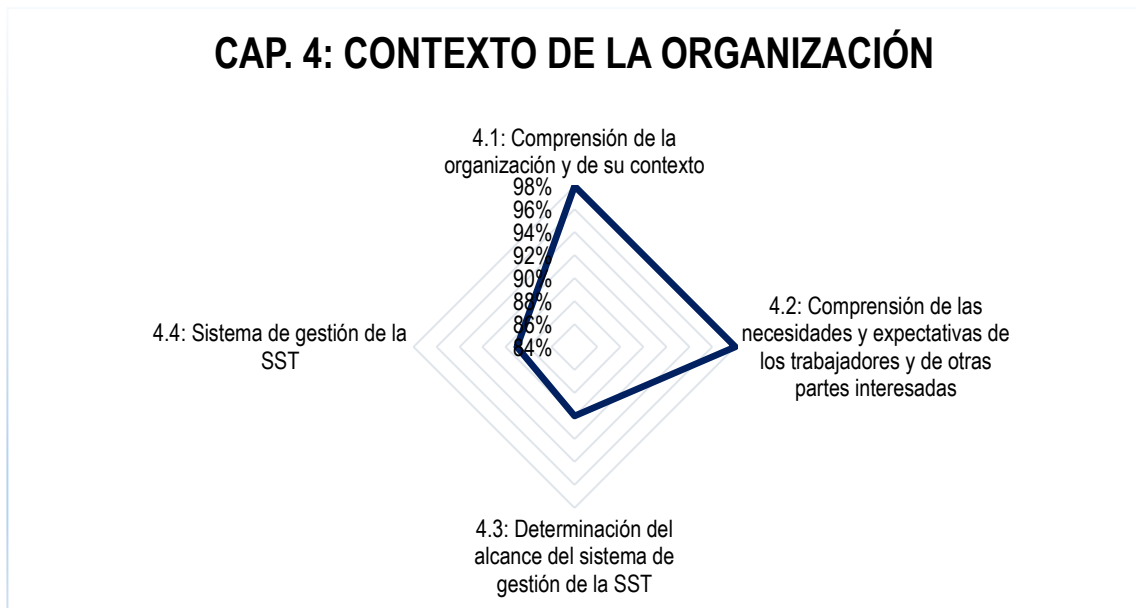 CAP. 4: CONTEXTO DE LA ORGANIZACIÓN
4.1: Comprensión de la
organización y de su contexto
98%
96%
94%
92%
90%
88%
86%
84%
4.2: Comprensión de las
necesidades y expectativas de
los trabajadores y de otras
partes interesadas
4.4: Sistema de gestión de la
SST
4.3: Determinación del
alcance del sistema de
gestión de la SST